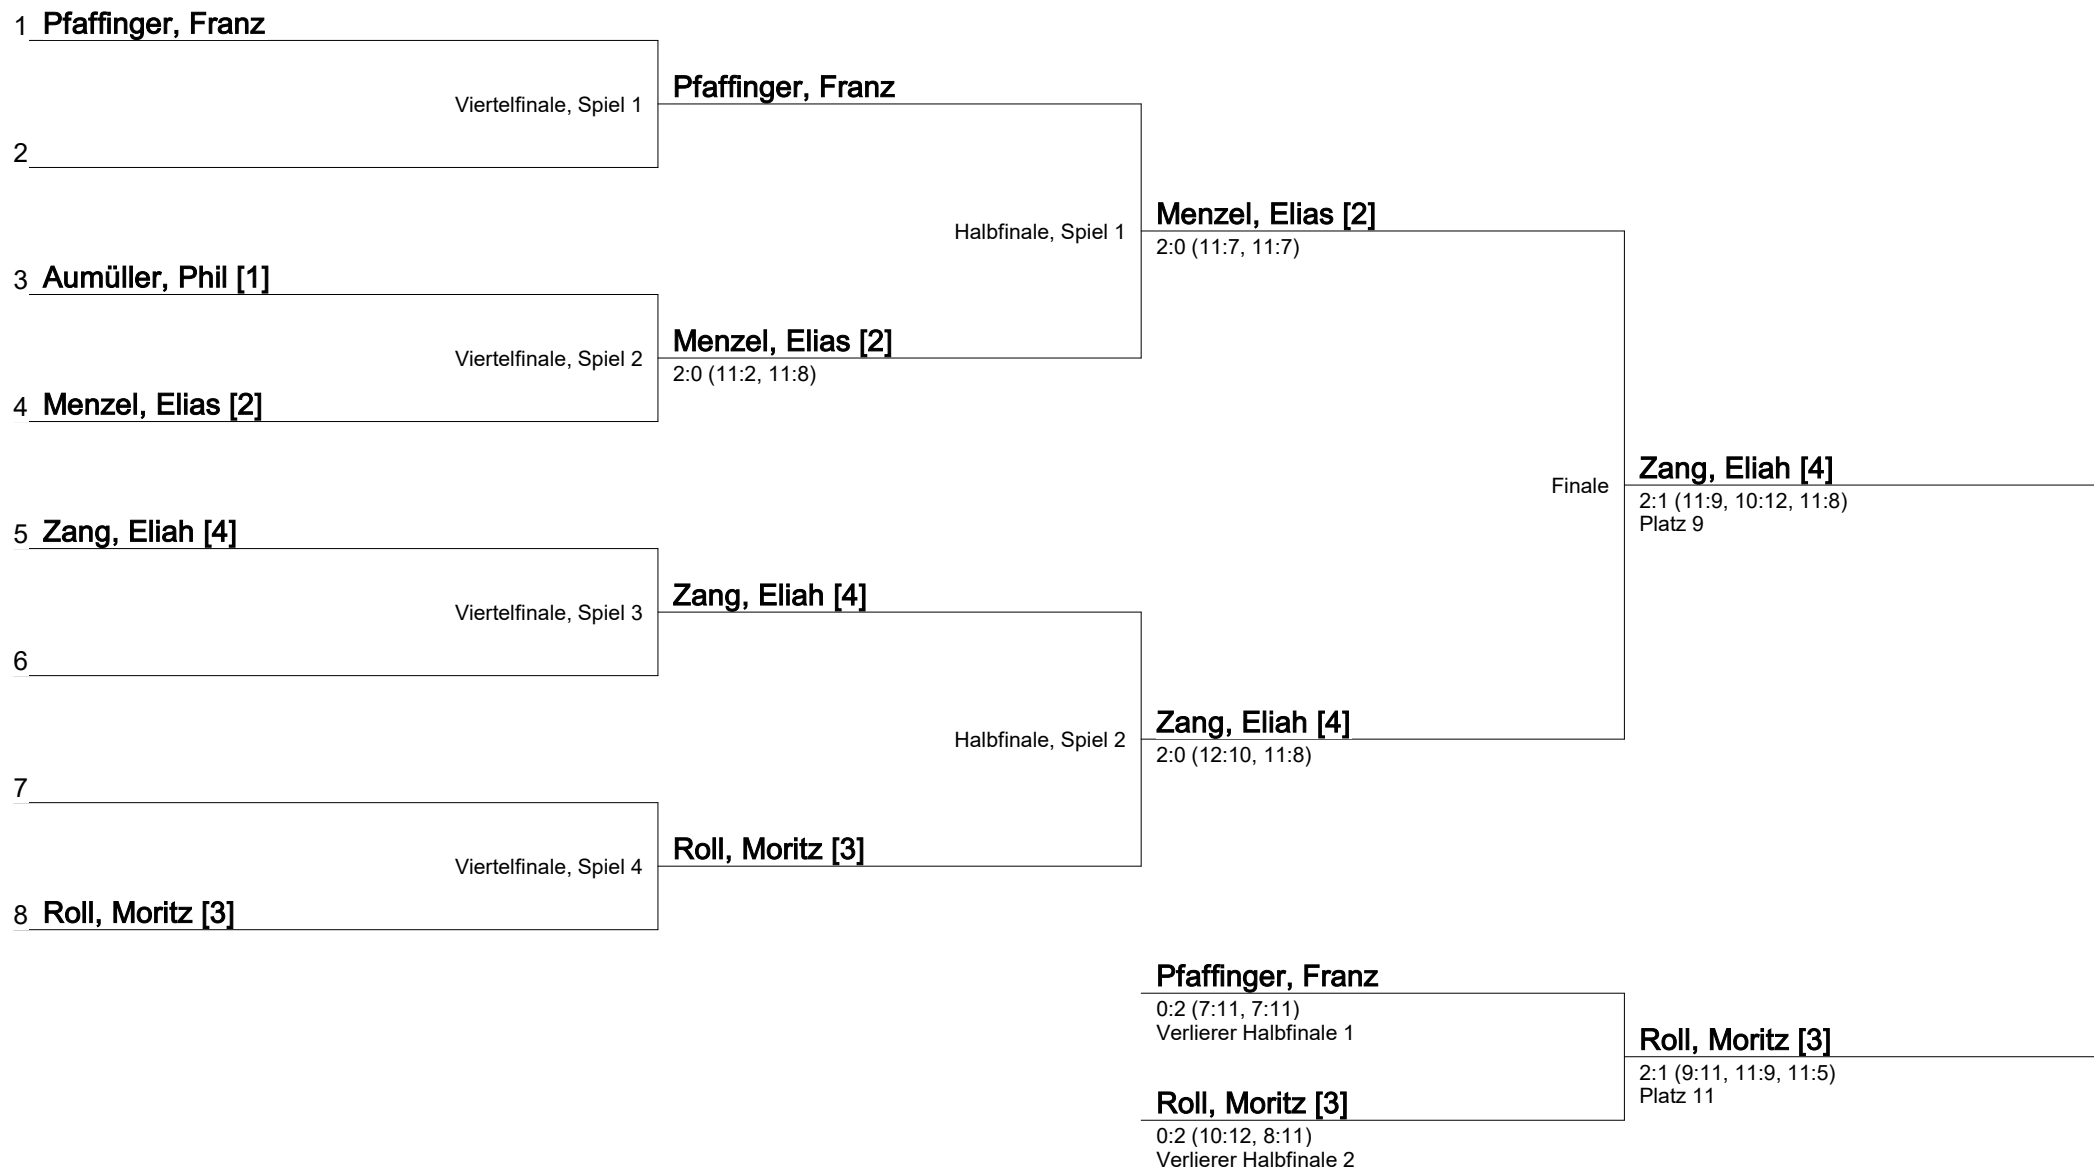 1 Pfaffinger, Franz
Viertelfinale, Spiel 1
Pfaffinger, Franz
2
Halbfinale, Spiel 1
Menzel, Elias [2]
2:0 (11:7, 11:7)
3 Aumüller, Phil [1]
Viertelfinale, Spiel 2
Menzel, Elias [2]
2:0 (11:2, 11:8)
4 Menzel, Elias [2]
Finale
Zang, Eliah [4]
2:1 (11:9, 10:12, 11:8)
Platz 9
5 Zang, Eliah [4]
Viertelfinale, Spiel 3
Zang, Eliah [4]
6
Halbfinale, Spiel 2
Zang, Eliah [4]
2:0 (12:10, 11:8)
7
Viertelfinale, Spiel 4
Roll, Moritz [3]
8 Roll, Moritz [3]
Pfaffinger, Franz
0:2 (7:11, 7:11)
Verlierer Halbfinale 1
Roll, Moritz [3]
2:1 (9:11, 11:9, 11:5)
Platz 11
Roll, Moritz [3]
0:2 (10:12, 8:11)
Verlierer Halbfinale 2